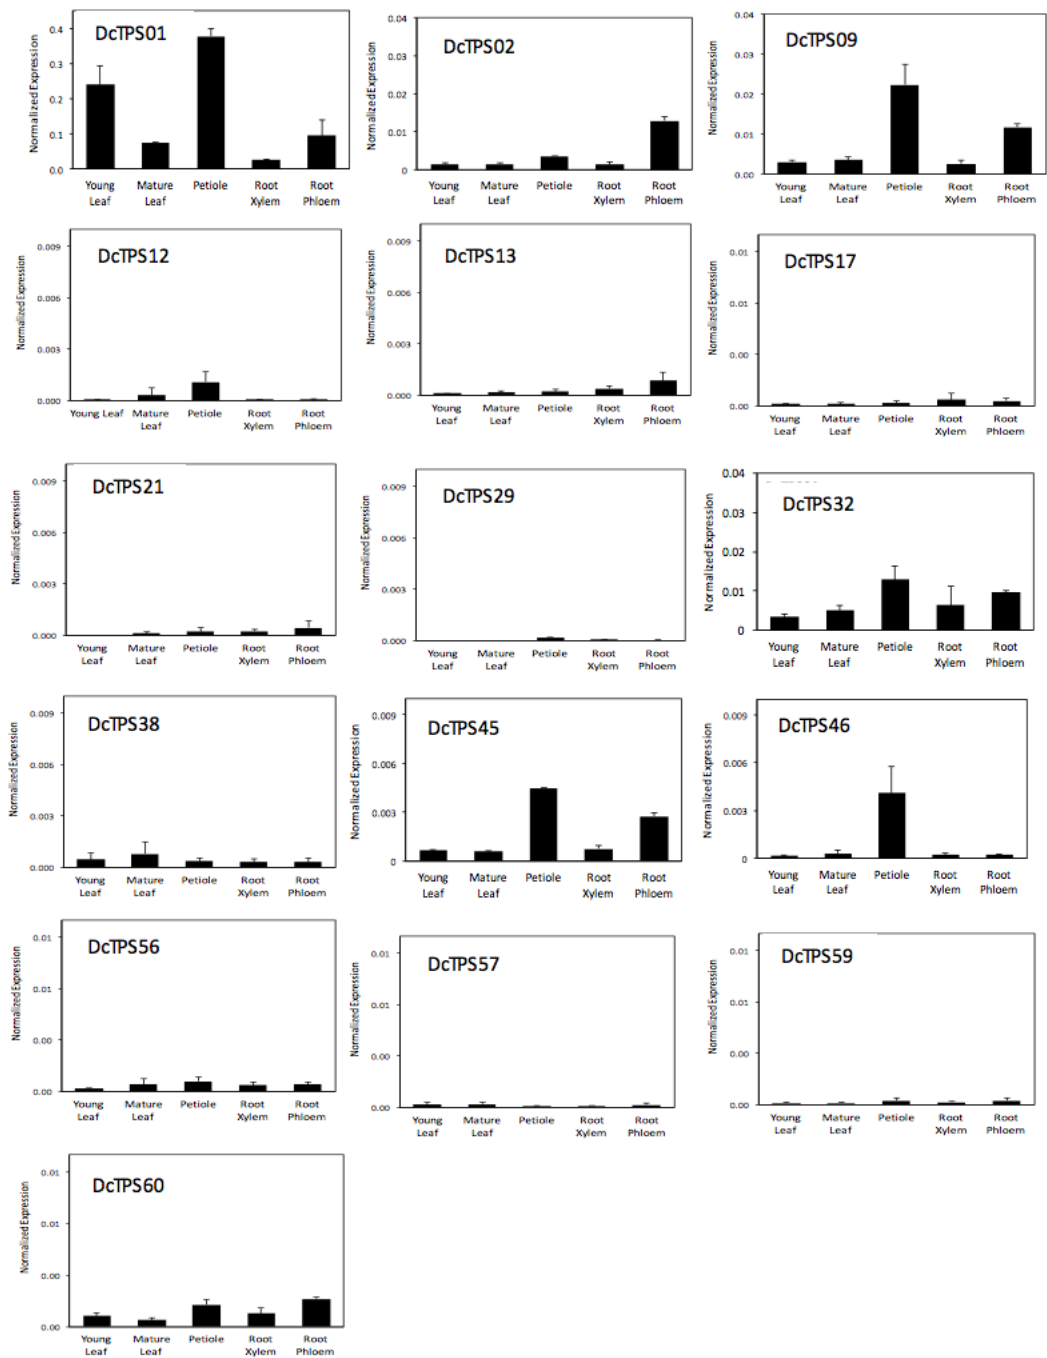 DcTPS01
Normalized Expression
0.4
0.3
0.2
0.1
0.0
Young Leaf
Mature Leaf
Petiole
Root Xylem
Root Phloem
DcTPS02
Normalized Expression
0.04
0.03
0.02
0.01
0
Young Leaf
Mature Leaf
Petiole
Root Xylem
Root Phloem
DcTPS09
Normalized Expression
0.04
0.03
0.02
0.01
0.00
Young Leaf
Mature Leaf
Petiole
Root Xylem
Root Phloem
DcTPS12
Normalized Expression
0.009
0.006
0.003
0.000
Young Leaf
Mature Leaf
Petiole
Root Xylem
Root Phloem
DcTPS13
Normalized Expression
0.009
0.006
0.003
0.000
Young Leaf
Mature Leaf
Petiole
Root Xylem
Root Phloem
DcTPS17
Normalized Expression
0.01
0.01
0.00
0.00
Young Leaf
Mature Leaf
Petiole
Root Xylem
Root Phloem
DcTPS21
Normalized Expression
0.009
0.006
0.003
0.000
Young Leaf
Mature Leaf
Petiole
Root Xylem
Root Phloem
DcTPS29
Normalized Expression
0.009
0.006
0.003
0.000
Young Leaf
Mature Leaf
Petiole
Root Xylem
Root Phloem
DcTPS32
Normalized Expression
0.04
0.03
0.02
0.01
0
Young Leaf
Mature Leaf
Petiole
Root Xylem
Root Phloem
DcTPS38
Normalized Expression
0.009
0.006
0.003
0.000
Young Leaf
Mature Leaf
Petiole
Root Xylem
Root Phloem
DcTPS45
Normalized Expression
0.009
0.006
0.003
0
Young Leaf
Mature Leaf
Petiole
Root Xylem
Root Phloem
DcTPS46
Normalized Expression
0.009
0.006
0.003
0
Young Leaf
Mature Leaf
Petiole
Root Xylem
Root Phloem
DcTPS56
Normalized Expression
0.01
0.01
0.00
0.00
Young Leaf
Mature Leaf
Petiole
Root Xylem
Root Phloem
DcTPS57
Normalized Expression
0.01
0.01
0.00
0.00
Young Leaf
Mature Leaf
Petiole
Root Xylem
Root Phloem
DcTPS59
Normalized Expression
0.01
0.01
0.00
0.00
Young Leaf
Mature Leaf
Petiole
Root Xylem
Root Phloem
DcTPS60
Normalized Expression
0.01
0.01
0.00
0.00
Young Leaf
Mature Leaf
Petiole
Root Xylem
Root Phloem